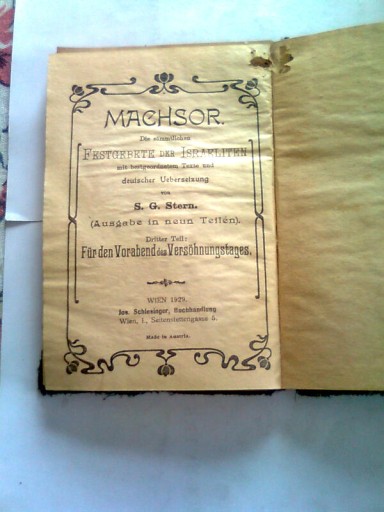 MACHSOR.
Die sämmtlichen
FESTGEBETE DER ISRAELITEN
mit bestgeordnetem Texte und
deutscher Uebersetzung
von
S. G. Stern.
(Ausgabe in neun Teilen).
Dritter Teil:
Für den Vorabend des Versöhnungstages.
WIEN 1929.
Jos. Schlesinger, Buchhandlung
Wien, I., Seitenstettengasse 5.
Made in Austria.